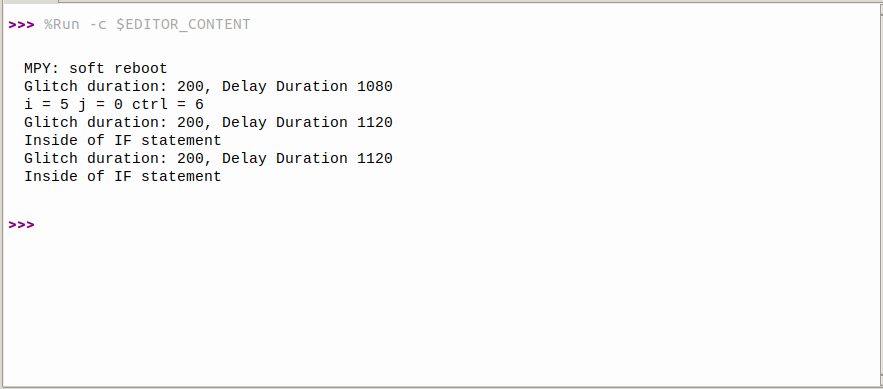 >>> %Run -c $EDITOR_CONTENT
MPY: soft reboot
Glitch duration: 200, Delay Duration 1080
i = 5 j = 0 ctrl = 6
Glitch duration: 200, Delay Duration 1120
Inside of IF statement
Glitch duration: 200, Delay Duration 1120
Inside of IF statement
>>>